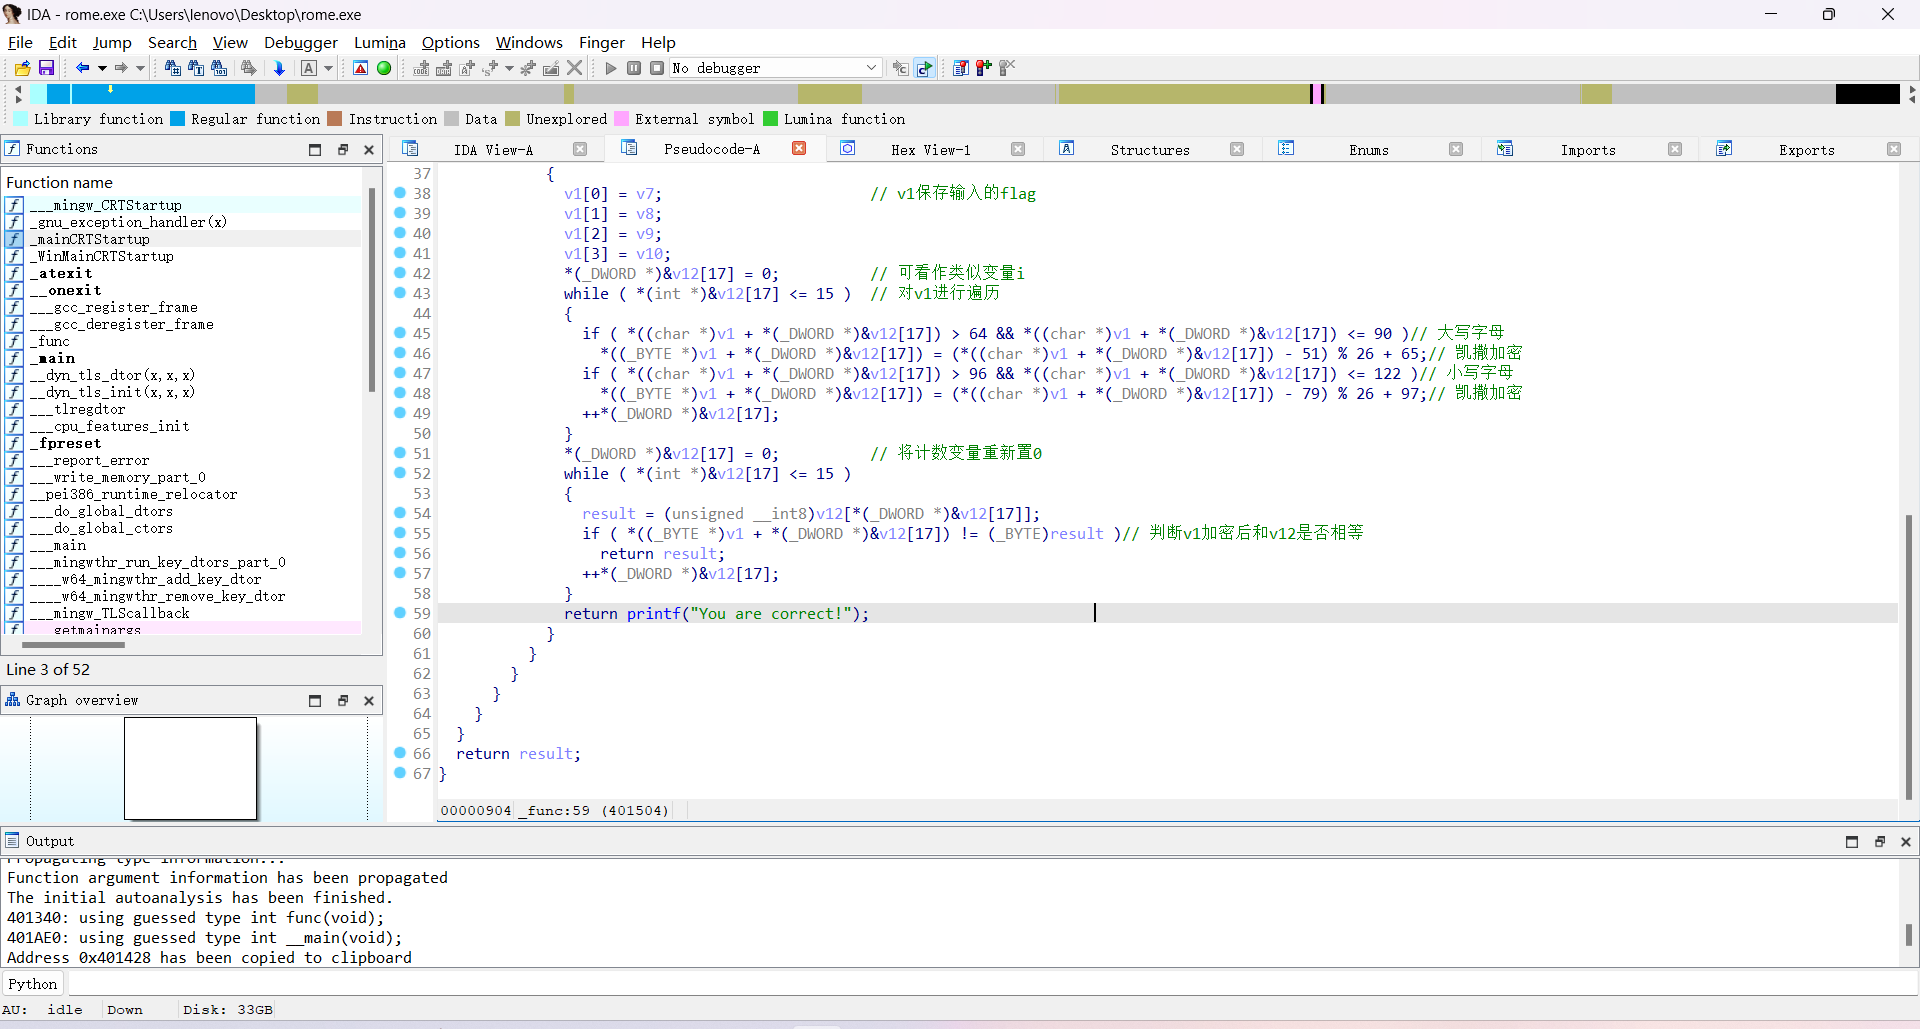 IDA - rome.exe C:\Users\lenovo\Desktop\rome.exe
File Edit Jump Search View Debugger Lumina Options Windows Finger Help
No debugger
Library function Regular function Instruction Data Unexplored External symbol Lumina function
Functions
IDA View-A Pseudocode-A Hex View-1 Structures Enums Imports Exports
Function name
___mingw_CRTStartup
_gnu_exception_handler(x)
_mainCRTStartup
_WinMainCRTStartup
_atexit
__onexit
___gcc_register_frame
___gcc_deregister_frame
_func
_main
__dyn_tls_dtor(x,x,x)
__dyn_tls_init(x,x,x)
___tlregdtor
___cpu_features_init
_fpreset
___report_error
___write_memory_part_0
__pei386_runtime_relocator
___do_global_dtors
___do_global_ctors
___main
___mingwthr_run_key_dtors_part_0
____w64_mingwthr_add_key_dtor
____w64_mingwthr_remove_key_dtor
___mingw_TLScallback
__getmainargs
Line 3 of 52
Graph overview
37 {
38 v1[0] = v7; // v1保存输入的flag
39 v1[1] = v8;
40 v1[2] = v9;
41 v1[3] = v10;
42 *(_DWORD *)&v12[17] = 0; // 可看作类似变量i
43 while ( *(int *)&v12[17] <= 15 ) // 对v1进行遍历
44 {
45 if ( *((char *)v1 + *(_DWORD *)&v12[17]) > 64 && *((char *)v1 + *(_DWORD *)&v12[17]) <= 90 )// 大写字母
46 *((_BYTE *)v1 + *(_DWORD *)&v12[17]) = (*((char *)v1 + *(_DWORD *)&v12[17]) - 51) % 26 + 65;// 凯撒加密
47 if ( *((char *)v1 + *(_DWORD *)&v12[17]) > 96 && *((char *)v1 + *(_DWORD *)&v12[17]) <= 122 )// 小写字母
48 *((_BYTE *)v1 + *(_DWORD *)&v12[17]) = (*((char *)v1 + *(_DWORD *)&v12[17]) - 79) % 26 + 97;// 凯撒加密
49 ++*(_DWORD *)&v12[17];
50 }
51 *(_DWORD *)&v12[17] = 0; // 将计数变量重新置0
52 while ( *(int *)&v12[17] <= 15 )
53 {
54 result = (unsigned __int8)v12[*(_DWORD *)&v12[17]];
55 if ( *((_BYTE *)v1 + *(_DWORD *)&v12[17]) != (_BYTE)result )// 判断v1加密后和v12是否相等
56 return result;
57 ++*(_DWORD *)&v12[17];
58 }
59 return printf("You are correct!");
60 }
61 }
62 }
63 }
64 }
65 }
66 return result;
67 }
00000904 _func:59 (401504)
Output
Propagating type information...
Function argument information has been propagated
The initial autoanalysis has been finished.
401340: using guessed type int func(void);
401AE0: using guessed type int __main(void);
Address 0x401428 has been copied to clipboard
Python
AU: idle Down Disk: 33GB